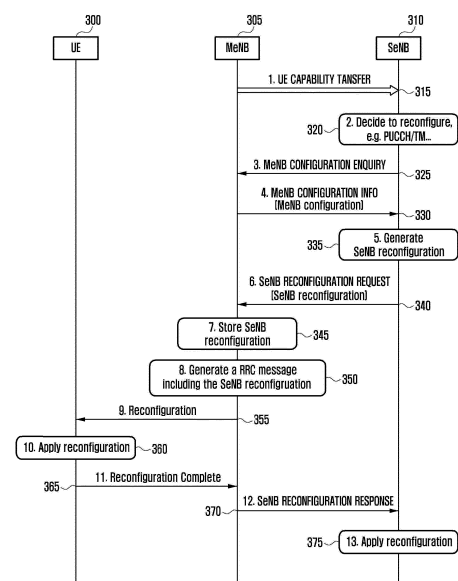 300
305
310
UE
MeNB
SeNB
1. UE CAPABILITY TANSFER
315
320
2. Decide to reconfigure,
e.g. PUCCH/TM...
3. MeNB CONFIGURATION ENQUIRY
325
4. MeNB CONFIGURATION INFO
[MeNB configuration]
330
335
5. Generate
SeNB reconfiguration
6. SeNB RECONFIGURATION REQUEST
[SeNB reconfiguration]
340
7. Store SeNB
reconfiguration
345
8. Generate a RRC message
including the SeNB reconfigruation
350
9. Reconfiguration
355
10. Apply reconfiguration
360
11. Reconfiguration Complete
365
12. SeNB RECONFIGURATION RESPONSE
370
375
13. Apply reconfiguration